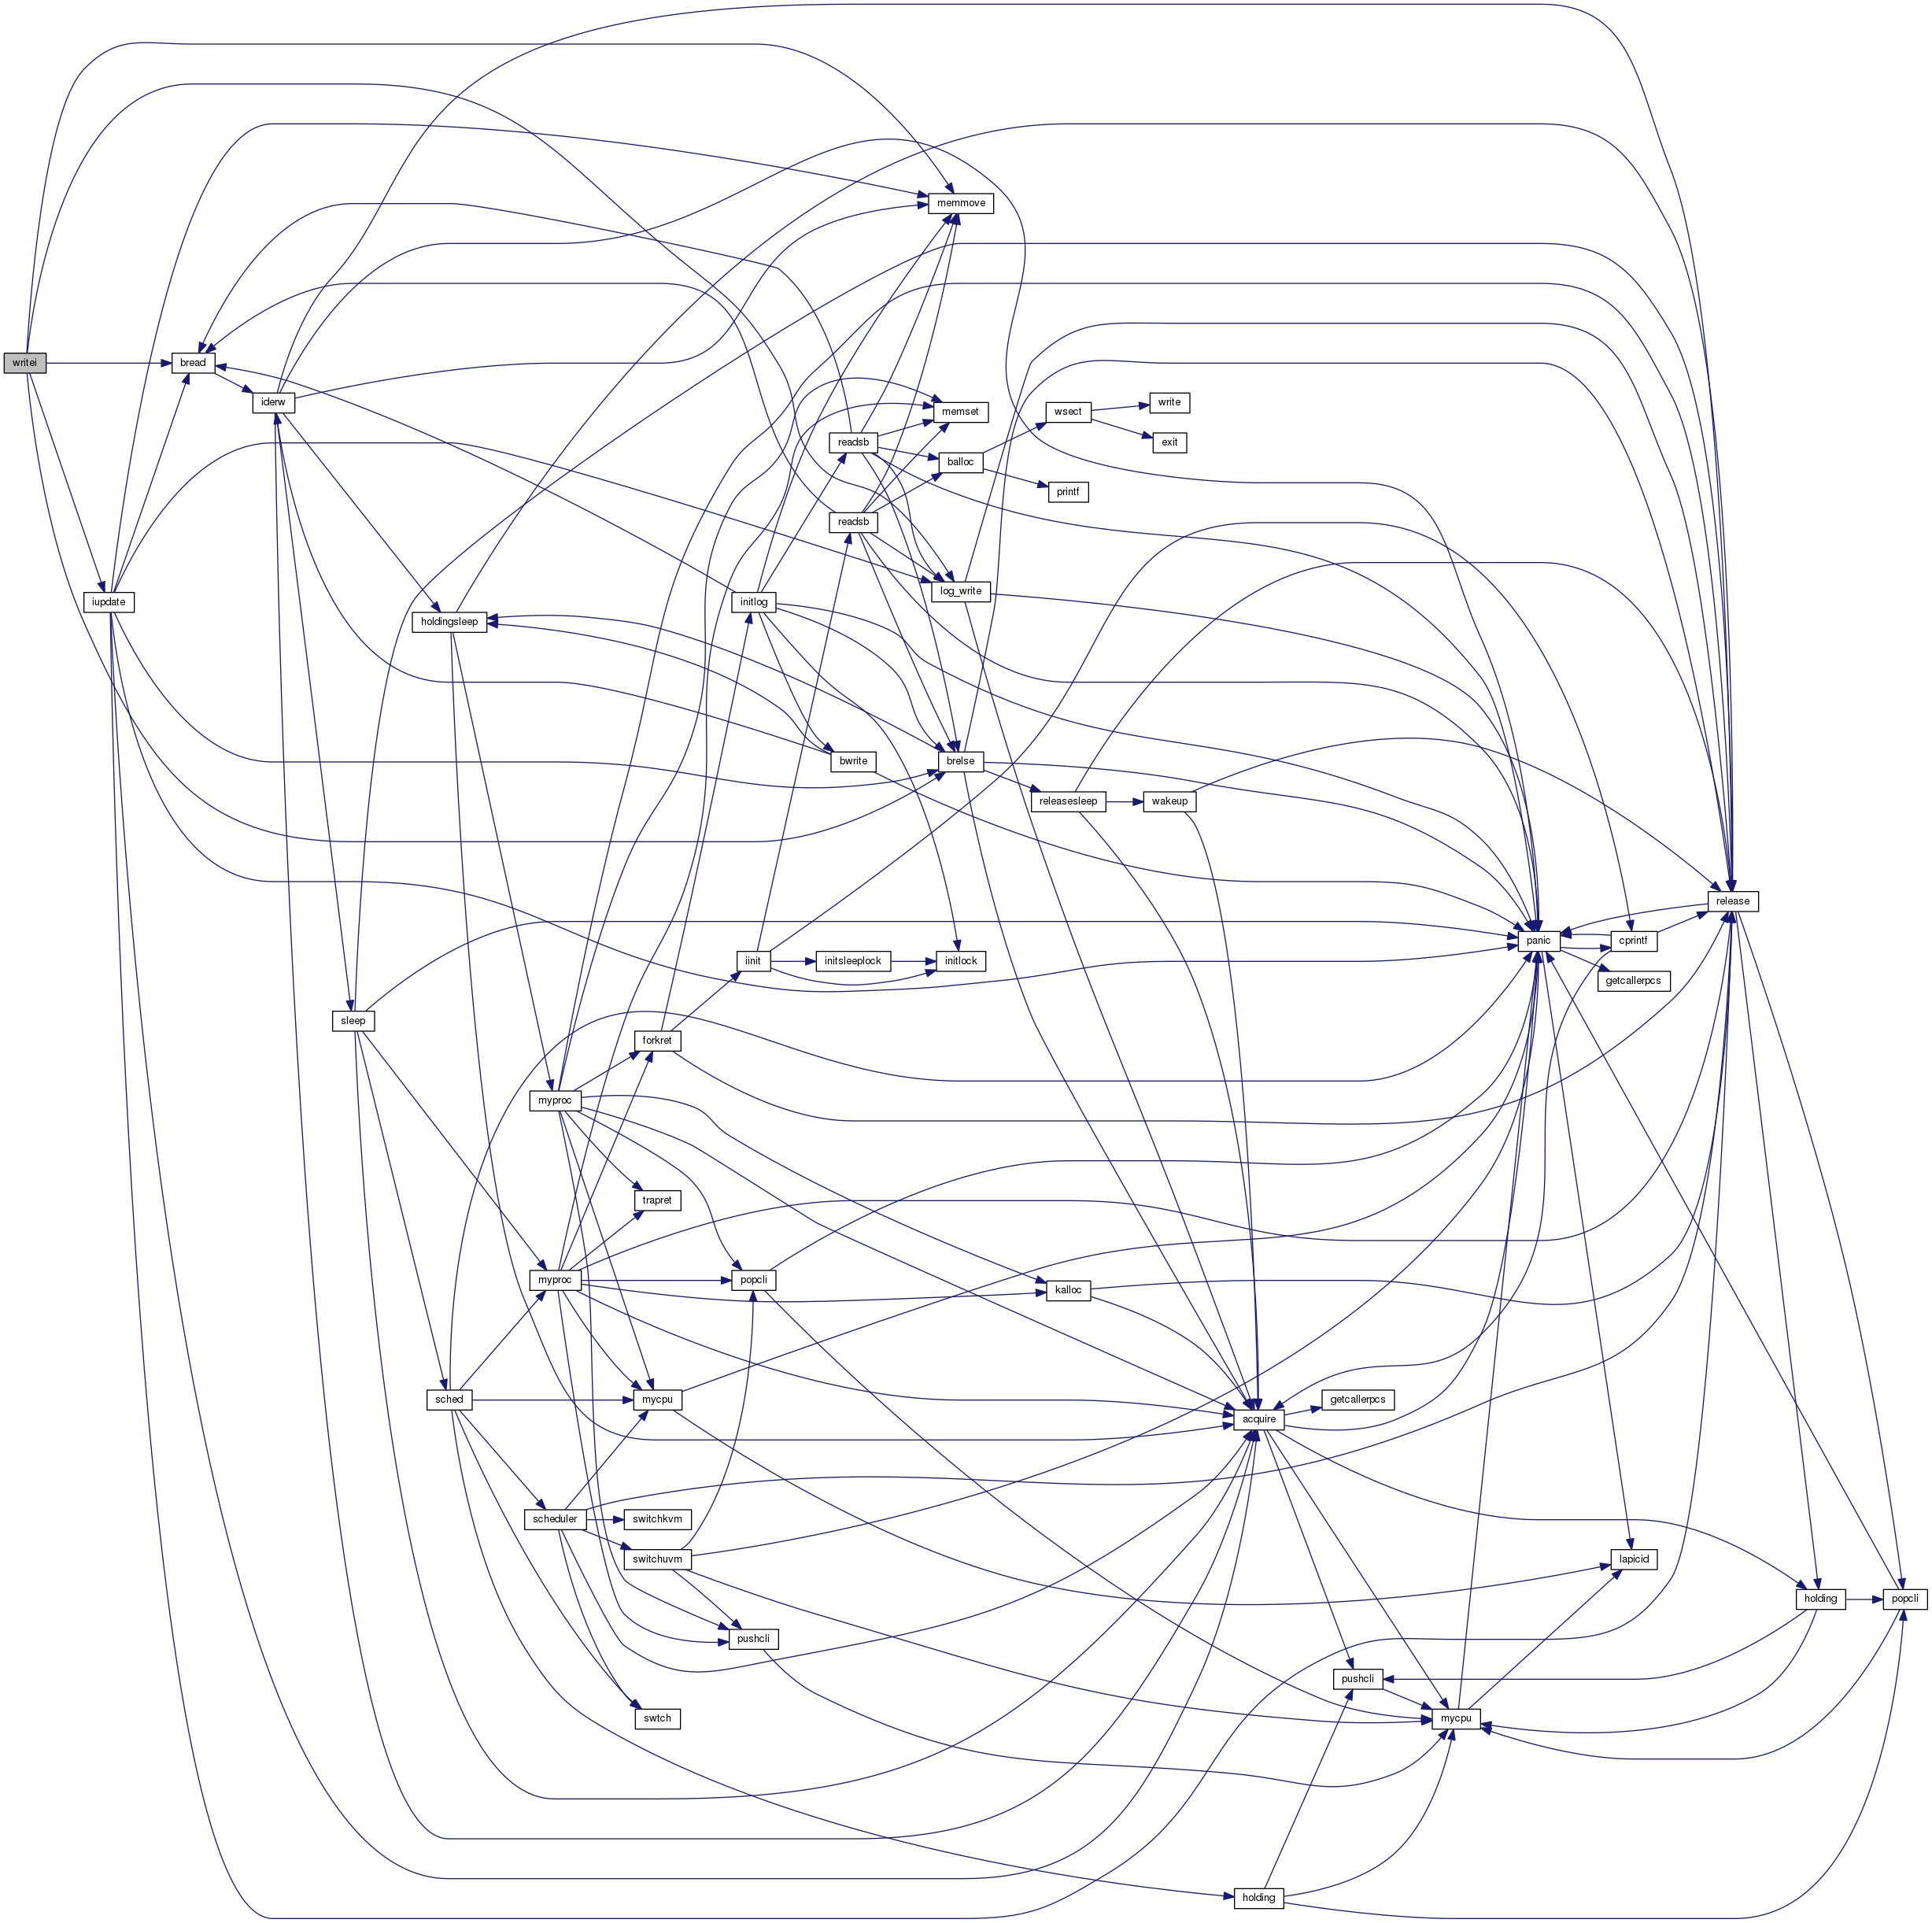 memmove
writei
bread
iderw
memset
write
wsect
readsb
exit
balloc
printf
readsb
log_write
iupdate
initlog
holdingsleep
bwrite
brelse
releasesleep
wakeup
release
panic
cprintf
iinit
initsleeplock
initlock
getcallerpcs
sleep
forkret
myproc
trapret
myproc
popcli
kalloc
sched
mycpu
getcallerpcs
acquire
scheduler
switchkvm
switchuvm
lapicid
holding
popcli
pushcli
pushcli
swtch
mycpu
holding